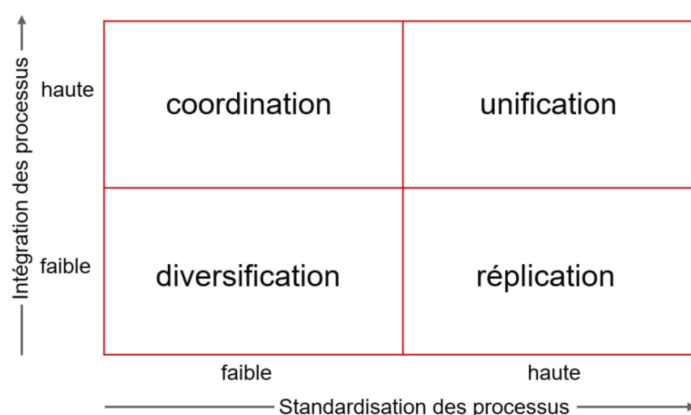 Intégration des processus
haute
coordination
unification
faible
diversification
réplication
faible
haute
Standardisation des processus